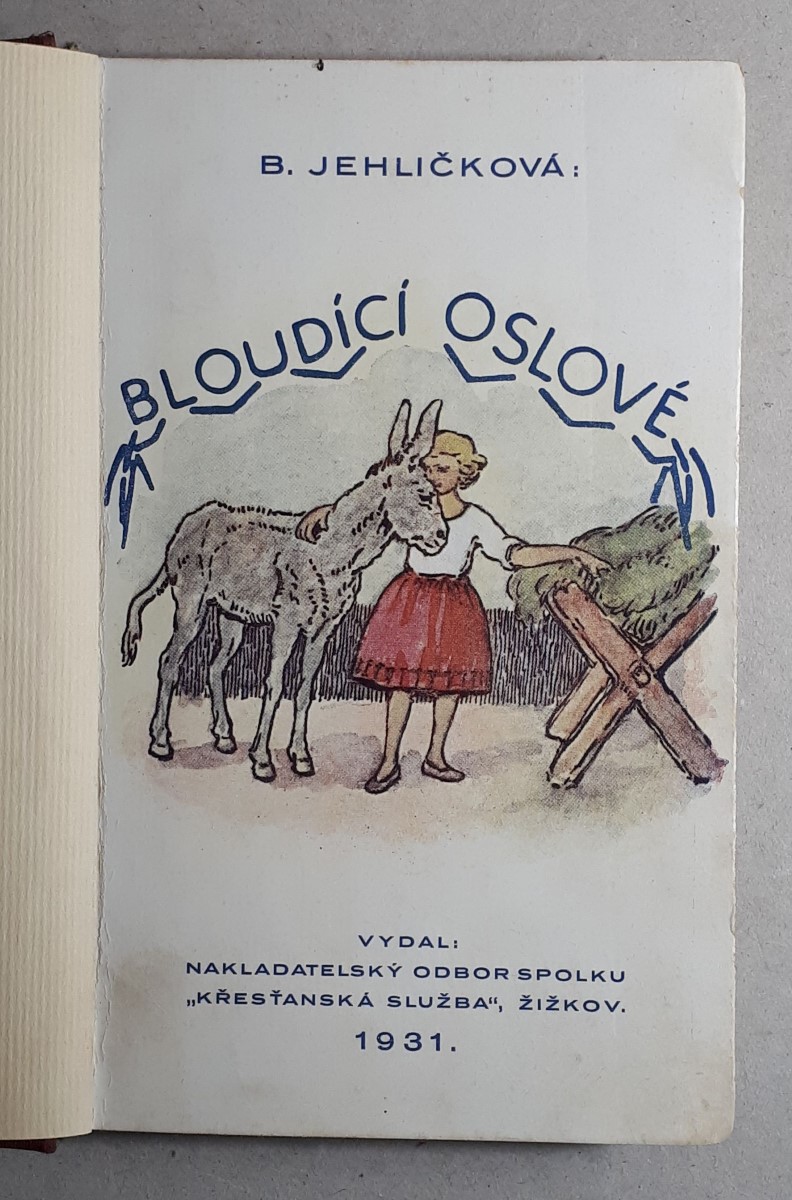 B. JEHLIČKOVÁ:
BLOUDÍCÍ OSLOVÉ
VYDAL:
NAKLADATELSKÝ ODBOR SPOLKU
„KŘESŤANSKÁ SLUŽBA“, ŽIŽKOV.
1931.